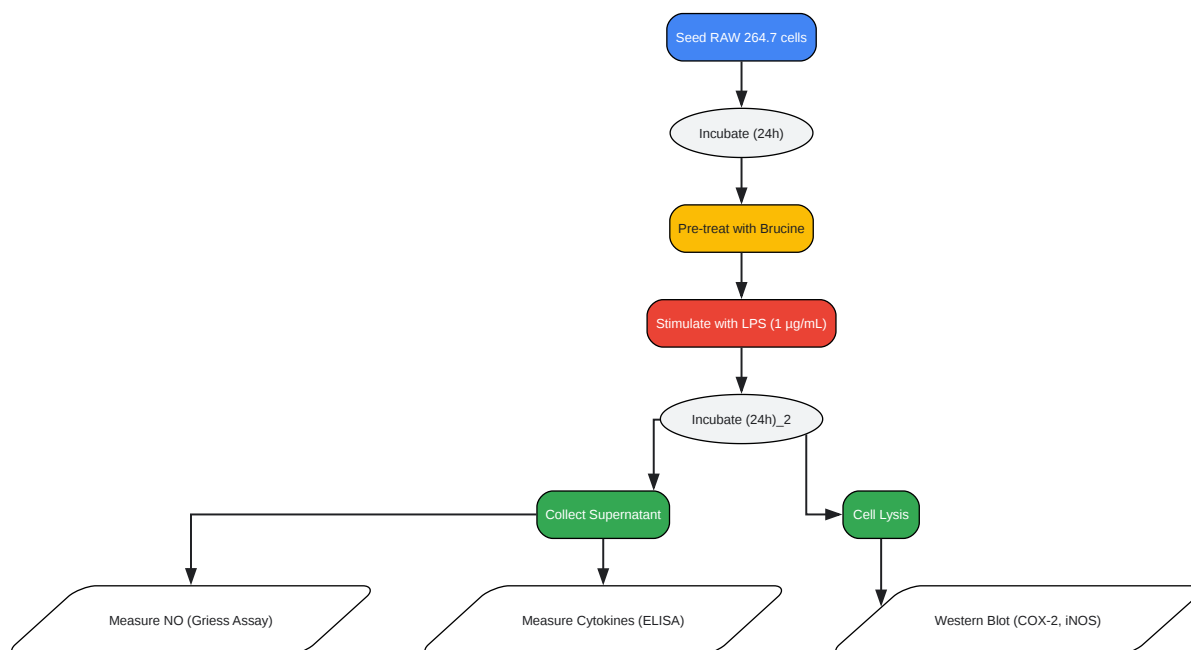 Seed RAW 264.7 cells
Incubate (24h)
Pre-treat with Brucine
Stimulate with LPS (1 µg/mL)
Incubate (24h)_2
Collect Supernatant
Cell Lysis
Measure NO (Griess Assay)
Measure Cytokines (ELISA)
Western Blot (COX-2, iNOS)